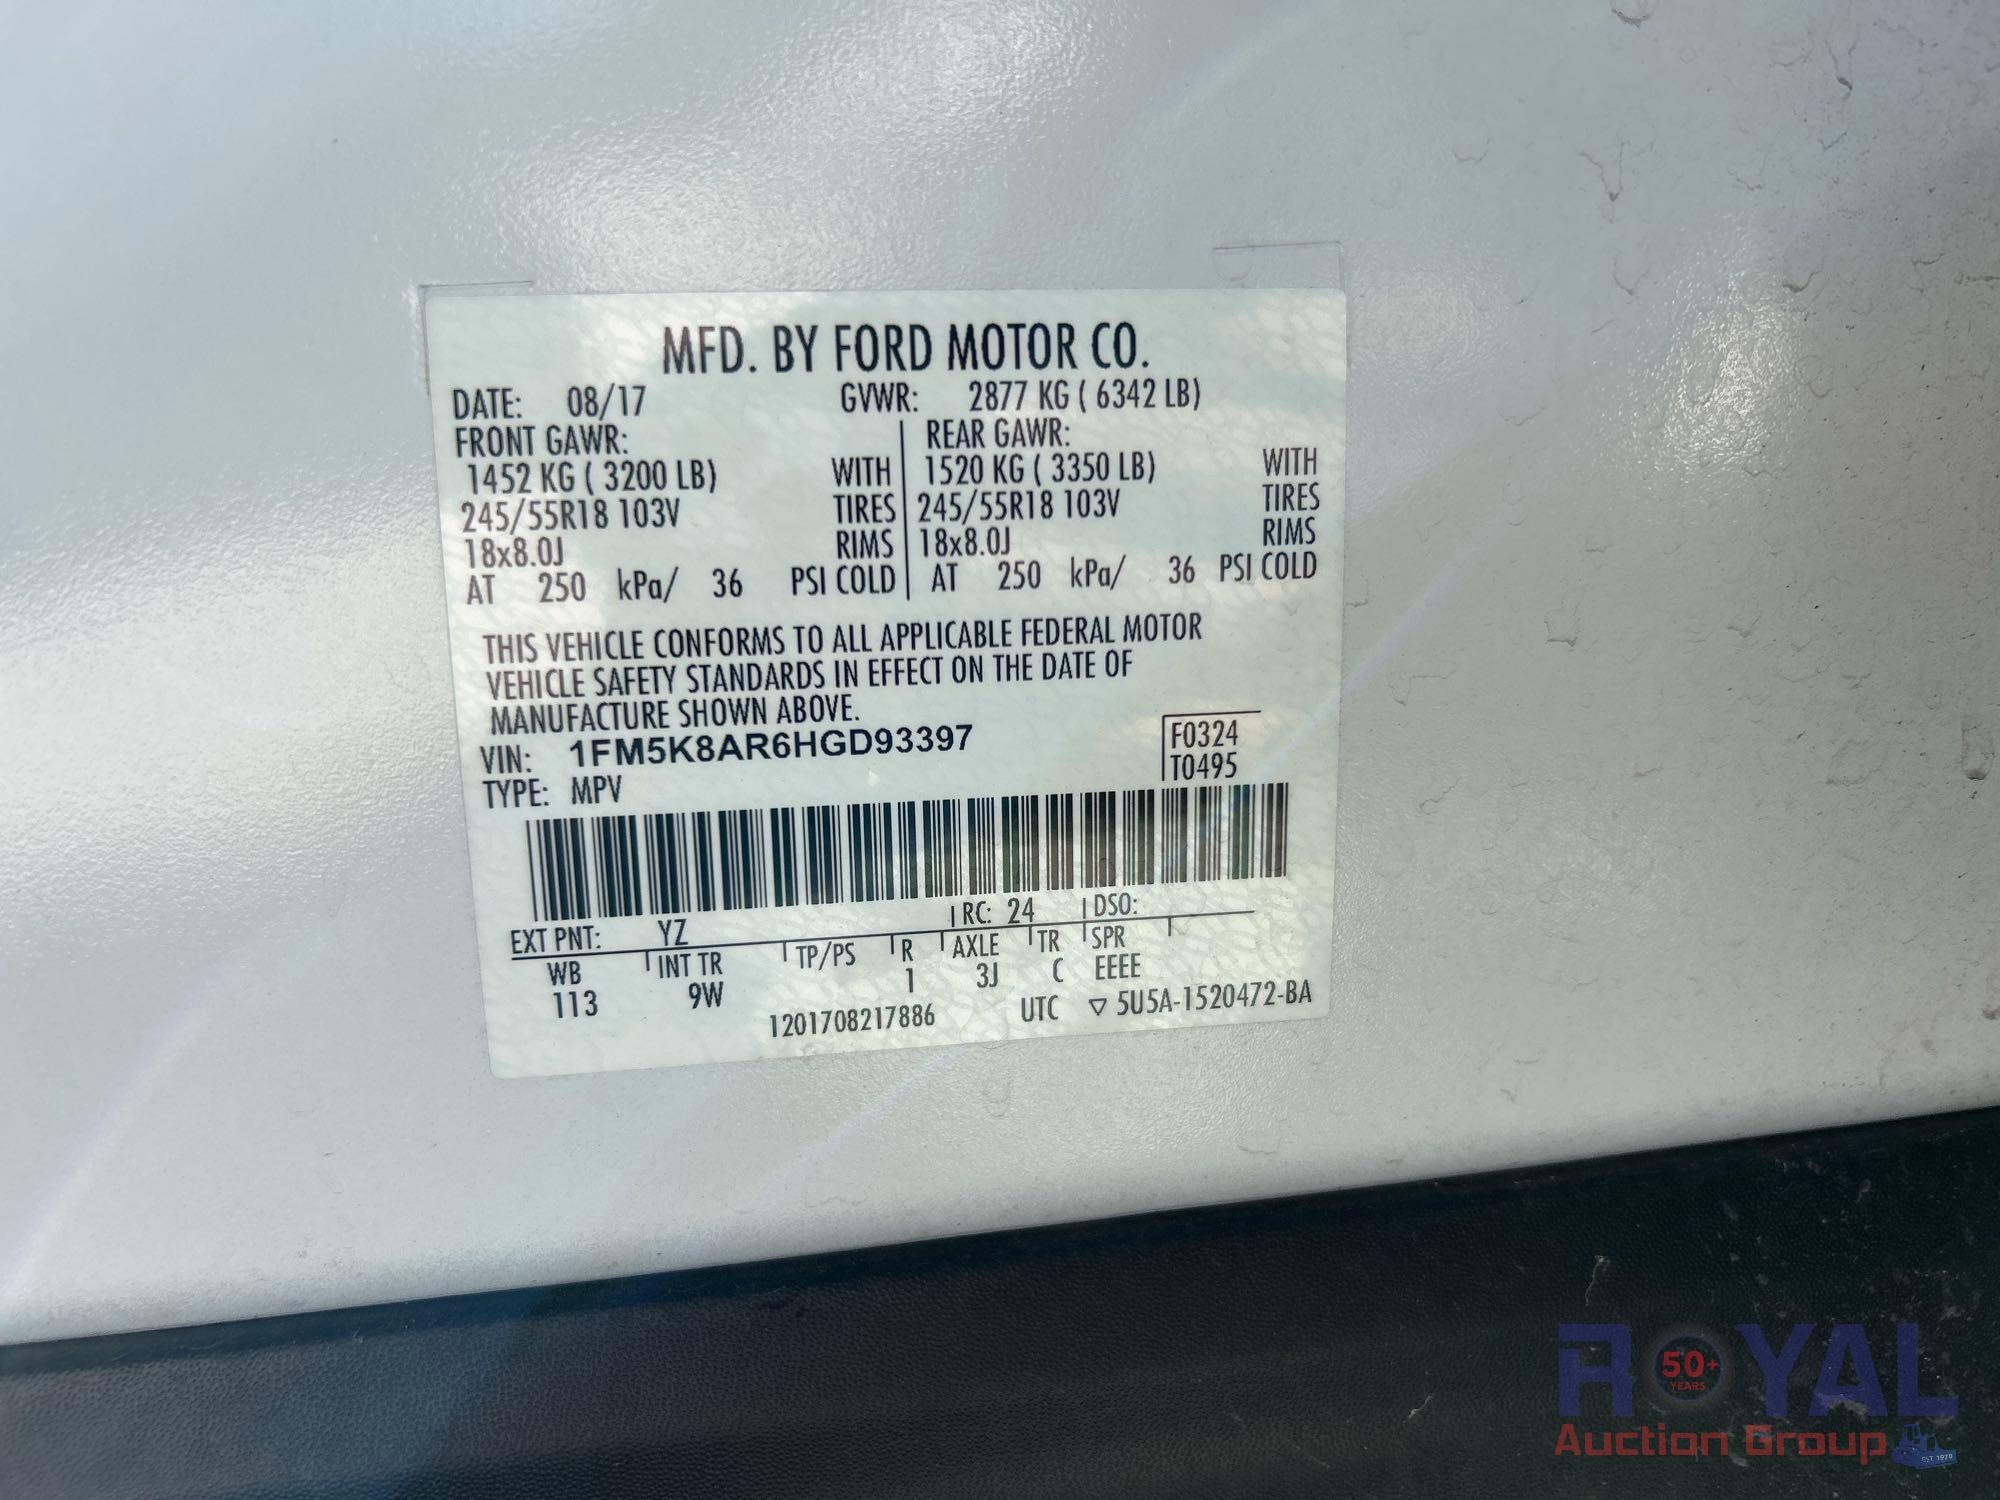 MFD. BY FORD MOTOR CO.
DATE: 08/17 GVWR: 2877 KG ( 6342 LB)
FRONT GAWR: REAR GAWR:
1452 KG ( 3200 LB) WITH 1520 KG ( 3350 LB) WITH
245/55R18 103V TIRES 245/55R18 103V TIRES
18x8.0J RIMS 18x8.0J RIMS
AT 250 kPa/ 36 PSI COLD AT 250 kPa/ 36 PSI COLD
THIS VEHICLE CONFORMS TO ALL APPLICABLE FEDERAL MOTOR
VEHICLE SAFETY STANDARDS IN EFFECT ON THE DATE OF
MANUFACTURE SHOWN ABOVE.
VIN: 1FM5K8AR6HGD93397 F0324
TYPE: MPV T0495
EXT PNT: YZ RC: 24 DSO:
WB INT TR TP/PS R AXLE TR SPR
113 9W 1 3J C EEEE
1201708217886 UTC ▽ 5U5A-1520472-BA
ROYAL
50+
YEARS
Auction Group
EST. 1970